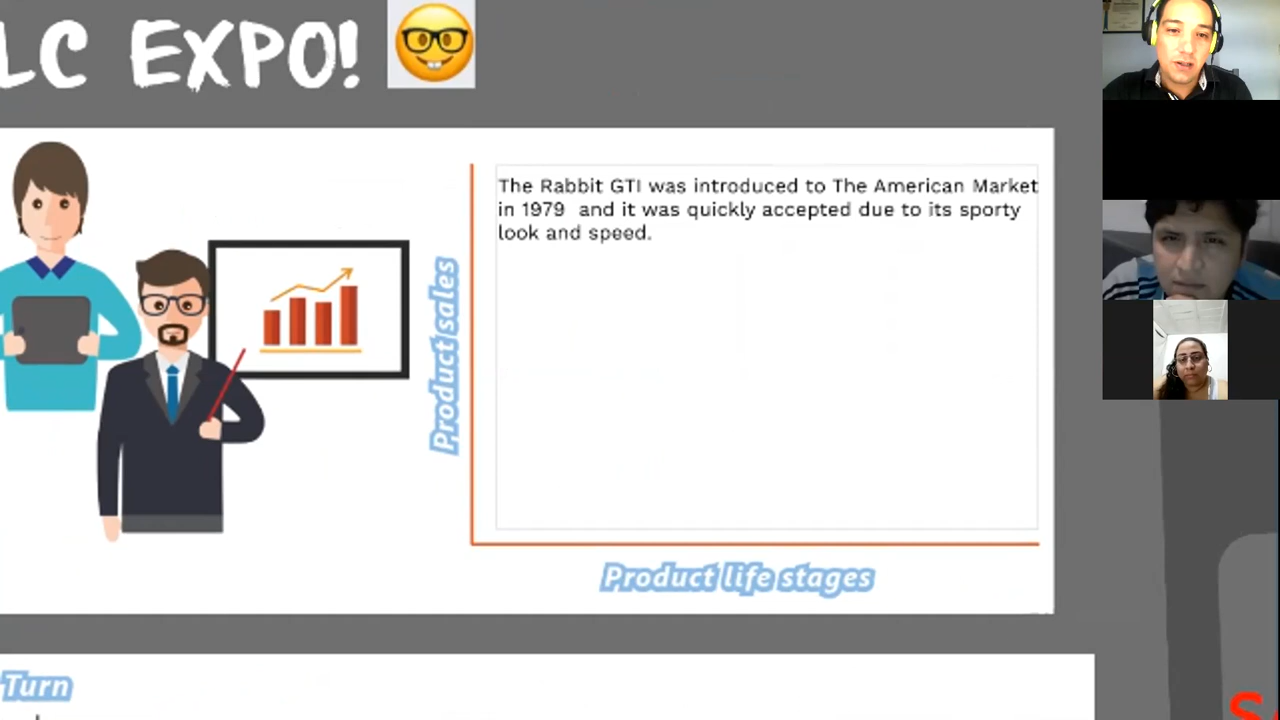 LC EXPO!
The Rabbit GTI was introduced to The American Market
in 1979 and it was quickly accepted due to its sporty
look and speed.
Product sales
Product life stages
Turn
S